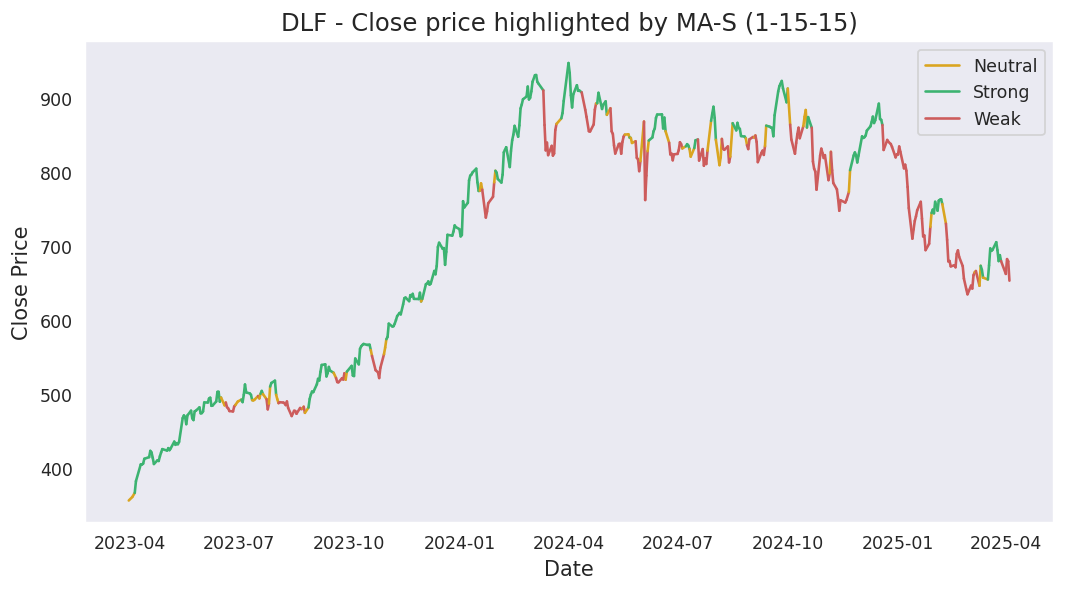 DLF - Close price highlighted by MA-S (1-15-15)
Neutral
Strong
Weak
Close Price
900
800
700
600
500
400
2023-04 2023-07 2023-10 2024-01 2024-04 2024-07 2024-10 2025-01 2025-04
Date